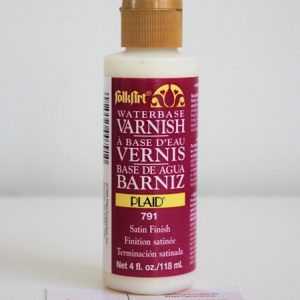 folkArt®
WATERBASE
VARNISH
À BASE D'EAU
VERNIS
BASE DE AGUA
BARNIZ
PLAID®
791
Satin Finish
Finition satinée
Terminación satinada
Net 4 fl. oz./118 ml.